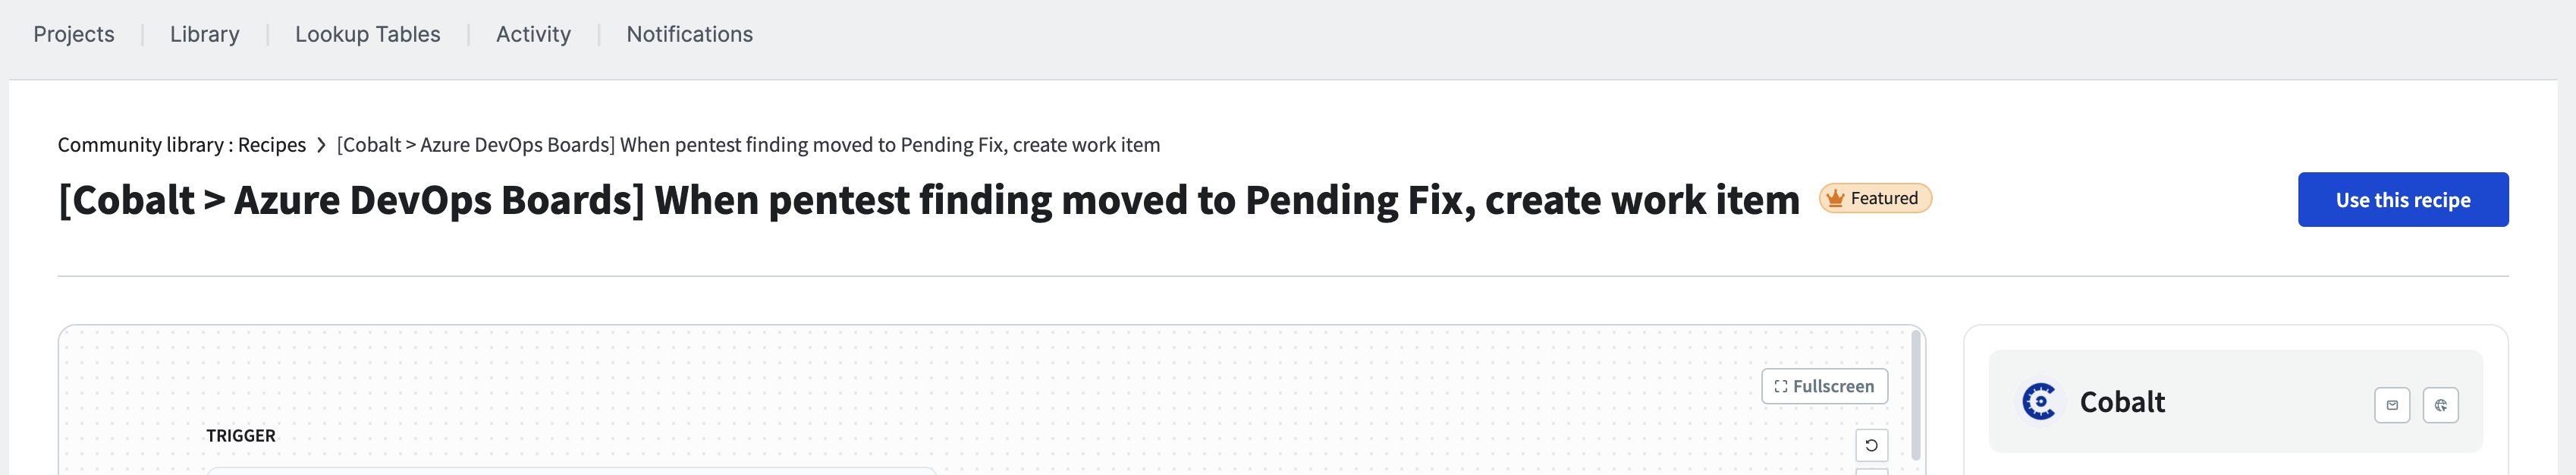 Projects | Library | Lookup Tables | Activity | Notifications
Community library : Recipes > [Cobalt > Azure DevOps Boards] When pentest finding moved to Pending Fix, create work item
[Cobalt > Azure DevOps Boards] When pentest finding moved to Pending Fix, create work item Featured
Use this recipe
Fullscreen
Cobalt
TRIGGER